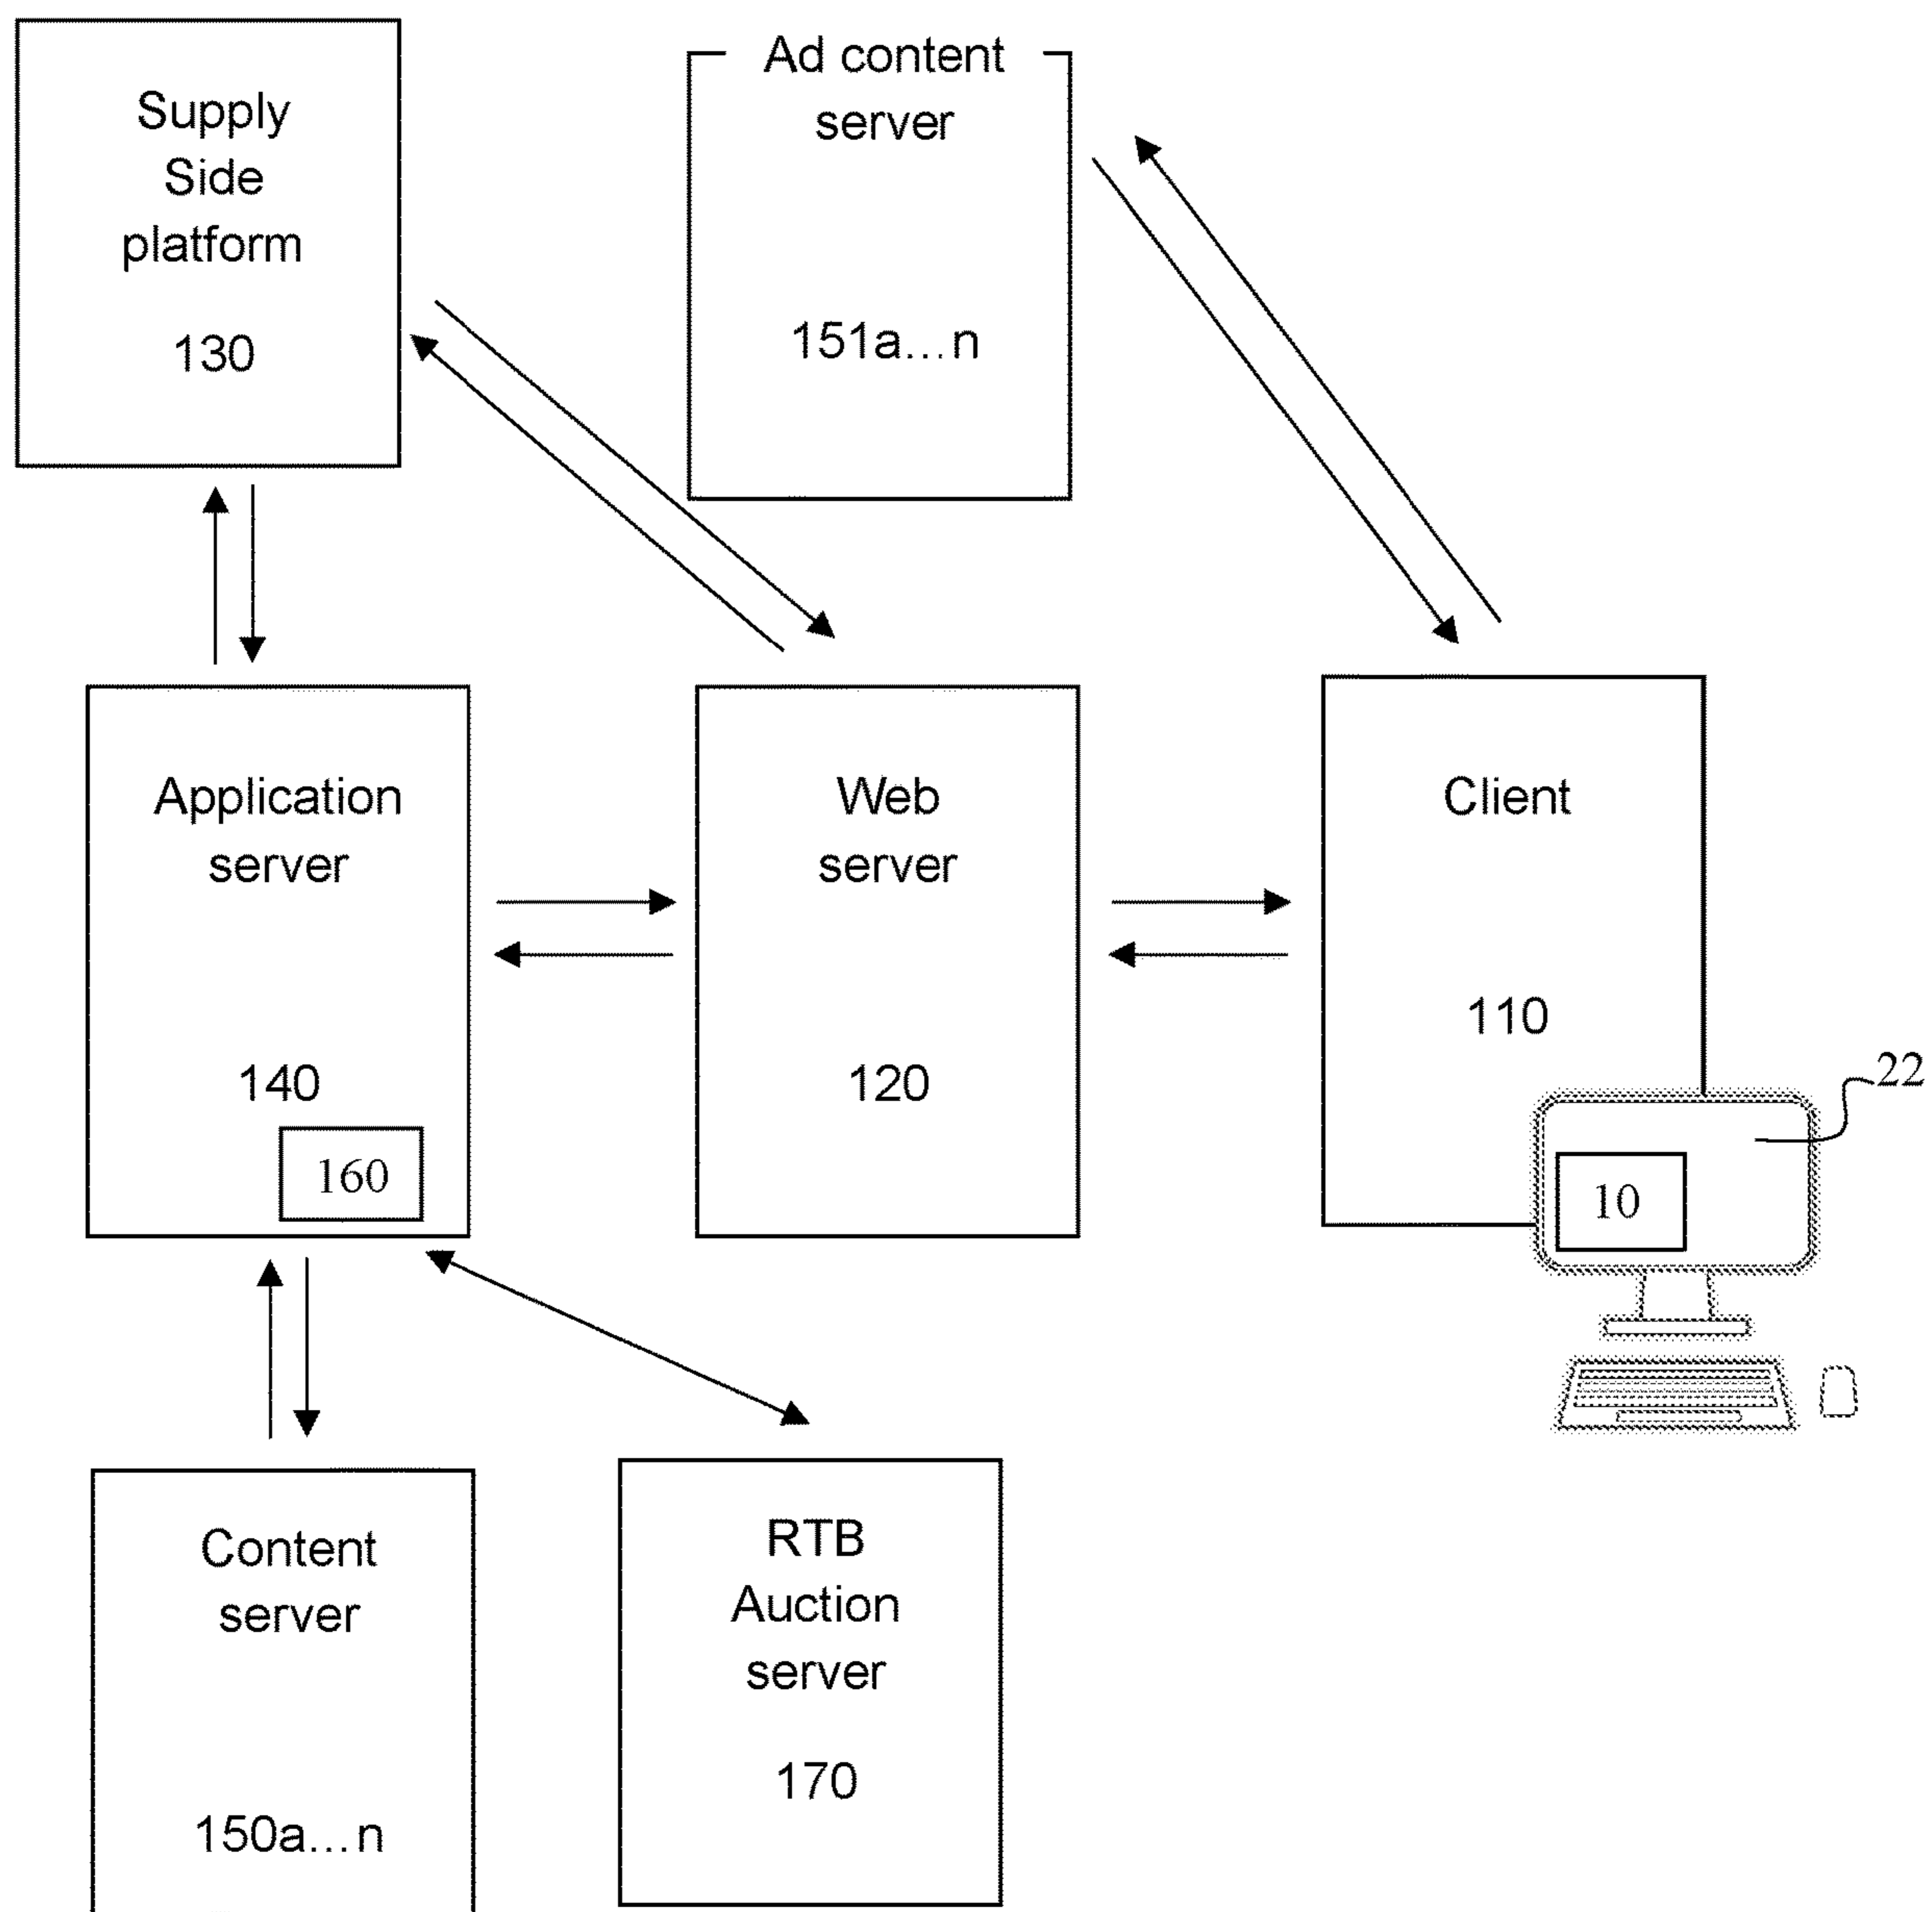 Supply
Side
platform
130
Ad content
server
151a...n
Application
server
140
160
Web
server
120
Client
110
22
10
Content
server
150a...n
RTB
Auction
server
170